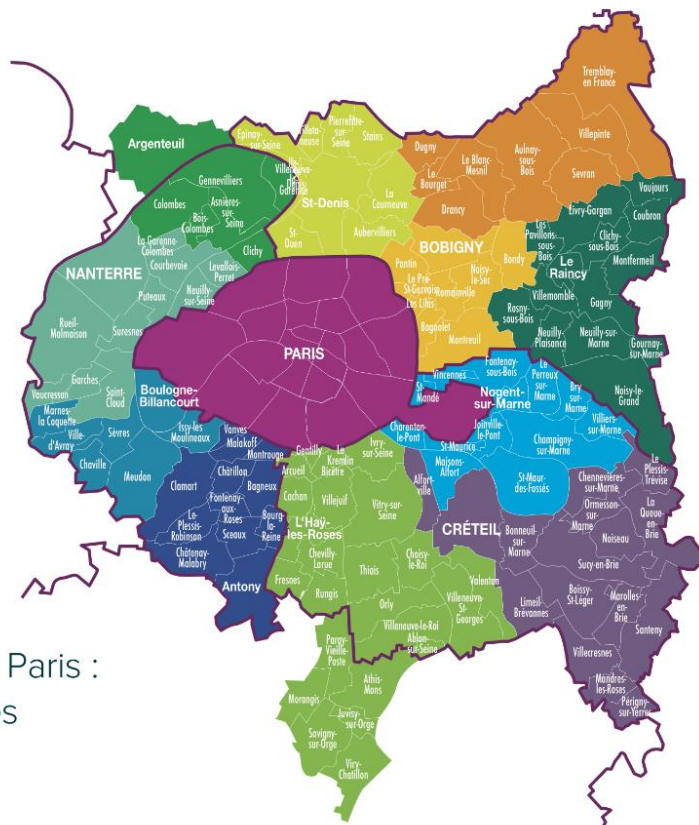 Tremblay-
en France
Villepinte
Aulnay-
sous-
Bois
Sevran
Le Blanc-
Mesnil
Dugny
Le
Bourget
Drancy
Argenteuil
Epinay-
sur-Seine
Pierrefitte-
sur-
Seine
Stains
St-Denis
La
Courneuve
Aubervilliers
St-
Ouen
Gennevilliers
Colombes
Asnières-
sur-
Seine
Bois-
Colombes
Clichy
Vaujours
Livry-Gargan
Coubron
Clichy-
sous-Bois
Montfermeil
Les
Pavillons-
sous-
Bois
Le
Raincy
Villemomble
Gagny
Rosny-
sous-Bois
Neuilly-
Plaisance
Neuilly-sur-
Marne
Gournay-
sur-Marne
Noisy-le-
Grand
BOBIGNY
Bondy
Pantin
Noisy-
le-Sec
Le Pré-
St-Gervais
Romainville
Les Lilas
Bagnolet
Montreuil
La Garenne-
Colombes
NANTERRE
Courbevoie
Levallois-
Perret
Neuilly-
sur-Seine
Puteaux
Rueil-
Malmaison
Suresnes
Garches
Vaucresson
Saint-
Cloud
PARIS
Marnes-
la Coquette
Ville-
d'Avray
Sèvres
Chaville
Meudon
Boulogne-
Billancourt
Issy-les
Moulineaux
Vanves
Malakoff
Montrouge
Châtillon
Clamart
Bagneux
Fontenay-
aux-
Roses
Bourg-
la-
Reine
Le-
Plessis-
Robinson
Sceaux
Châtenay-
Malabry
Antony
Vincennes
Fontenay-
sous-Bois
St-
Mandé
Le
Perreux
sur-
Marne
Nogent-
sur-Marne
Bry
sur-
Marne
Villiers-
sur-Marne
Charenton-
le-Pont
St-Maurice
Joinville-
le-Pont
Champigny-
sur-Marne
Maisons-
Alfort
St-Maur-
des-Fossés
Gentilly
Le
Kremlin
Bicêtre
Ivry-
sur-Seine
Arcueil
Cachan
Villejuif
Vitry-sur-
Seine
L'Haÿ
-les-Roses
Chevilly-
Larue
Choisy-
le-Roi
Thiais
Fresnes
Rungis
Orly
Valenton
Villeneuve-
St-
Georges
Villeneuve-le-Roi
Ablon-
sur-Seine
Paray-
Vieille-
Poste
Athis-
Mons
Morangis
Juvisy-
sur-Orge
Savigny-
sur-Orge
Viry-
Chatillon
Alfort-
ville
CRÉTEIL
Le
Plessis-
Trévise
Chennevières-
sur-Marne
Ormesson-
sur-
Marne
La
Queue-
en-Brie
Noiseau
Bonneuil-
sur-
Marne
Sucy-en-Brie
Limeil-
Brévannes
Boissy-
St-Léger
Marolles-
en-
Brie
Santeny
Villecresnes
Mandres-
les-Roses
Périgny-
sur-Yerres
Paris :